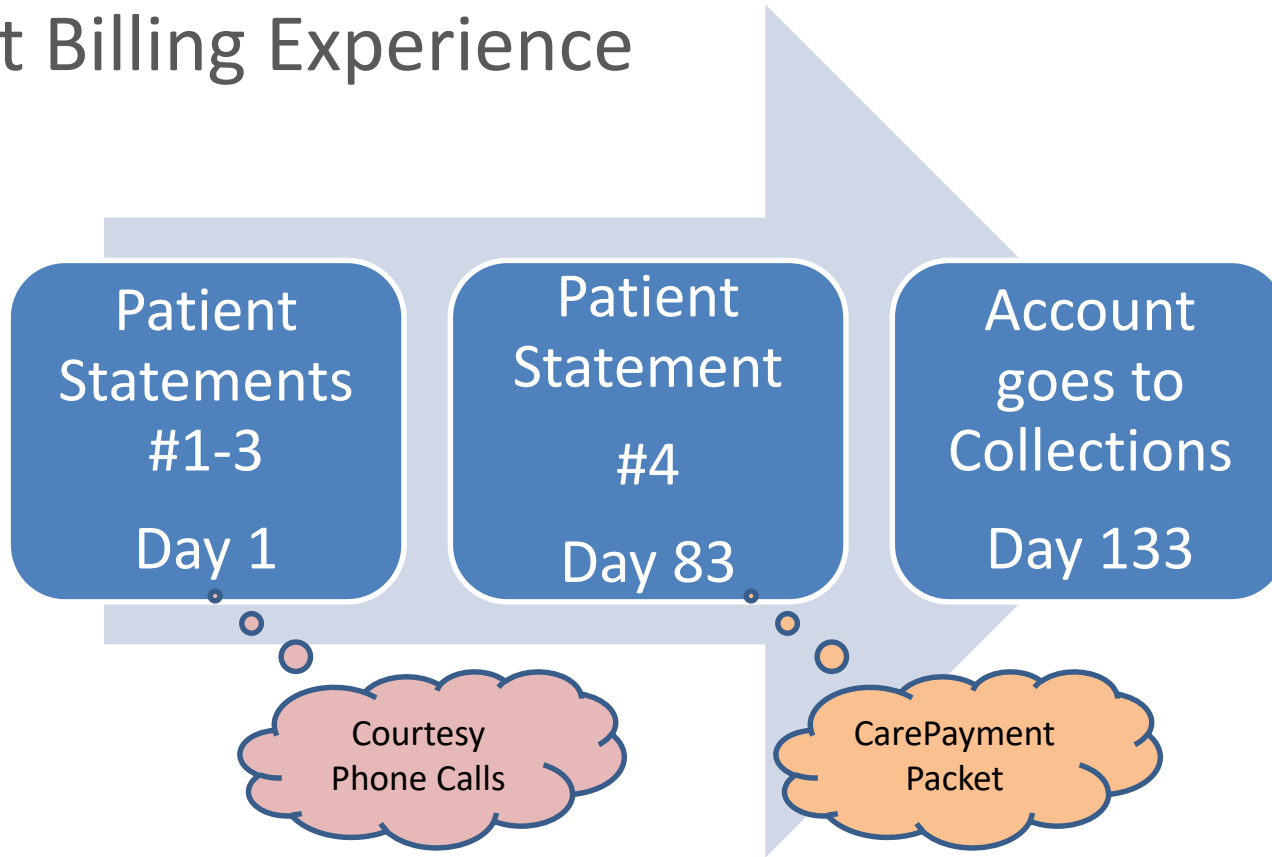 t Billing Experience
Patient
Statements
#1-3
Day 1
Patient
Statement
#4
Day 83
Account
goes to
Collections
Day 133
Courtesy
Phone Calls
CarePayment
Packet